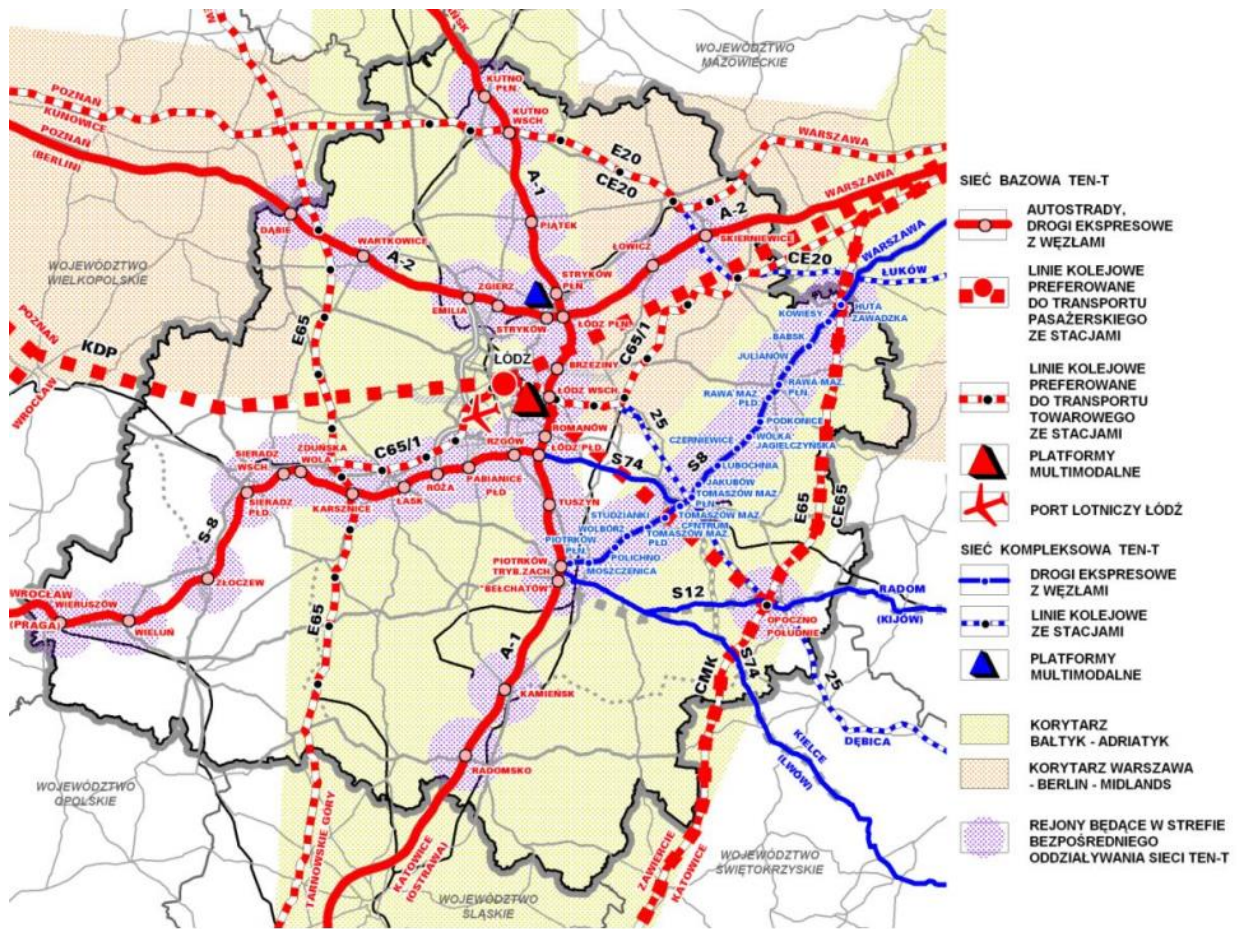 ŃSK
EW
WOJEWÓDZTWO
MAZOWIECKIE
POZNAŃ
KUNOWICE
POZNAŃ
(BERLIN)
KUTNO
PŁN.
KUTNO
WSCH
E20
CE20
WARSZAWA
A-1
WARSZAWA
A-2
DĄBIE
WARTKOWICE
A-2
PIĄTEK
ŁOWICZ
SKIERNIEWICE
CE20
WARSZAWA
ŁUKÓW
WOJEWÓDZTWO
WIELKOPOLSKIE
STRYKÓW
PŁN.
ZGIERZ
EMILIA
STRYKÓW
ŁÓDŹ PŁN.
KOWIESY
HUTA
ZAWADZKA
BABSK
POZNAŃ
KDP
E65
C65/1
JULIANÓW
ŁÓDŹ
BRZEZINY
WROCŁAW
ŁÓDŹ WSCH
RAWA MAZ.
PŁN.
RAWA MAZ.
PŁD.
25
PODKONICE
ROMANÓW
RZGÓW
CZERNIEWICE
WÓLKA
JAGIELCZYŃSKA
ZDUŃSKA
WOLA
C65/1
ŁÓDŹ PŁD.
SIERADZ
WSCH
S74
S8
LUBOCHNIA
PABIANICE
PŁD
RÓŻA
ŁASK
JAKUBÓW
SIERADZ
PŁD.
KARSZNICE
TUSZYN
TOMASZÓW MAZ.
PŁN.
E65
CE65
STUDZIANKI
TOMASZÓW MAZ.
CENTRUM
WOLBÓRZ
TOMASZÓW MAZ.
PŁD.
S-8
PIOTRKÓW
PŁN.
POLICHNO
MOSZCZENICA
PIOTRKÓW
TRYB.ZACH.
BEŁCHATÓW
ZŁOCZEW
WROCŁAW
(PRAGA)
WIERUSZÓW
WIELUŃ
E65
S12
RADOM
(KIJÓW)
OPOCZNO
POŁUDNIE
A-1
S74
CMK
25
KAMIEŃSK
DĘBICA
KIELCE
(LWÓW)
RADOMSKO
WOJEWÓDZTWO
OPOLSKIE
TARNOWSKIE GÓRY
KATOWICE
(OSTRAWA)
ZAWIERCIE
KATOWICE
WOJEWÓDZTWO
ŚWIĘTOKRZYSKIE
WOJEWÓDZTWO
ŚLĄSKIE
SIEĆ BAZOWA TEN-T
AUTOSTRADY,
DROGI EKSPRESOWE
Z WĘZŁAMI
LINIE KOLEJOWE
PREFEROWANE
DO TRANSPORTU
PASAŻERSKIEGO
ZE STACJAMI
LINIE KOLEJOWE
PREFEROWANE
DO TRANSPORTU
TOWAROWEGO
ZE STACJAMI
PLATFORMY
MULTIMODALNE
PORT LOTNICZY ŁÓDŹ
SIEĆ KOMPLEKSOWA TEN-T
DROGI EKSPRESOWE
Z WĘZŁAMI
LINIE KOLEJOWE
ZE STACJAMI
PLATFORMY
MULTIMODALNE
KORYTARZ
BAŁTYK - ADRIATYK
KORYTARZ WARSZAWA
- BERLIN - MIDLANDS
REJONY BĘDĄCE W STREFIE
BEZPOŚREDNIEGO
ODDZIAŁYWANIA SIECI TEN-T